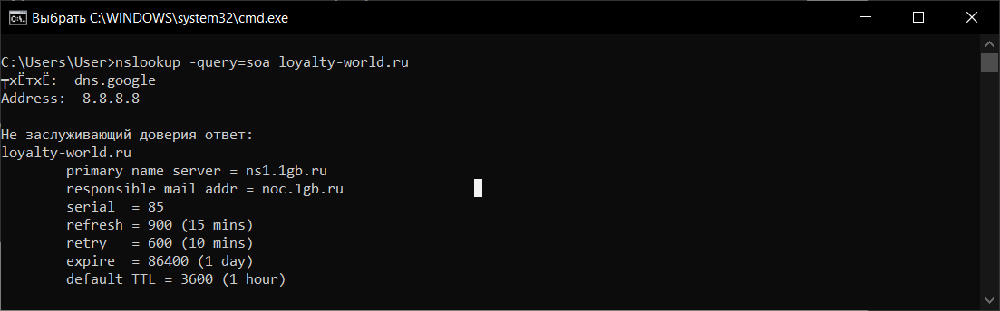 Выбрать C:\WINDOWS\system32\cmd.exe
C:\Users\User>nslookup -query=soa loyalty-world.ru
╤хЁтхЁ:  dns.google
Address:  8.8.8.8
Не заслуживающий доверия ответ:
loyalty-world.ru
        primary name server = ns1.1gb.ru
        responsible mail addr = noc.1gb.ru
        serial  = 85
        refresh = 900 (15 mins)
        retry   = 600 (10 mins)
        expire  = 86400 (1 day)
        default TTL = 3600 (1 hour)